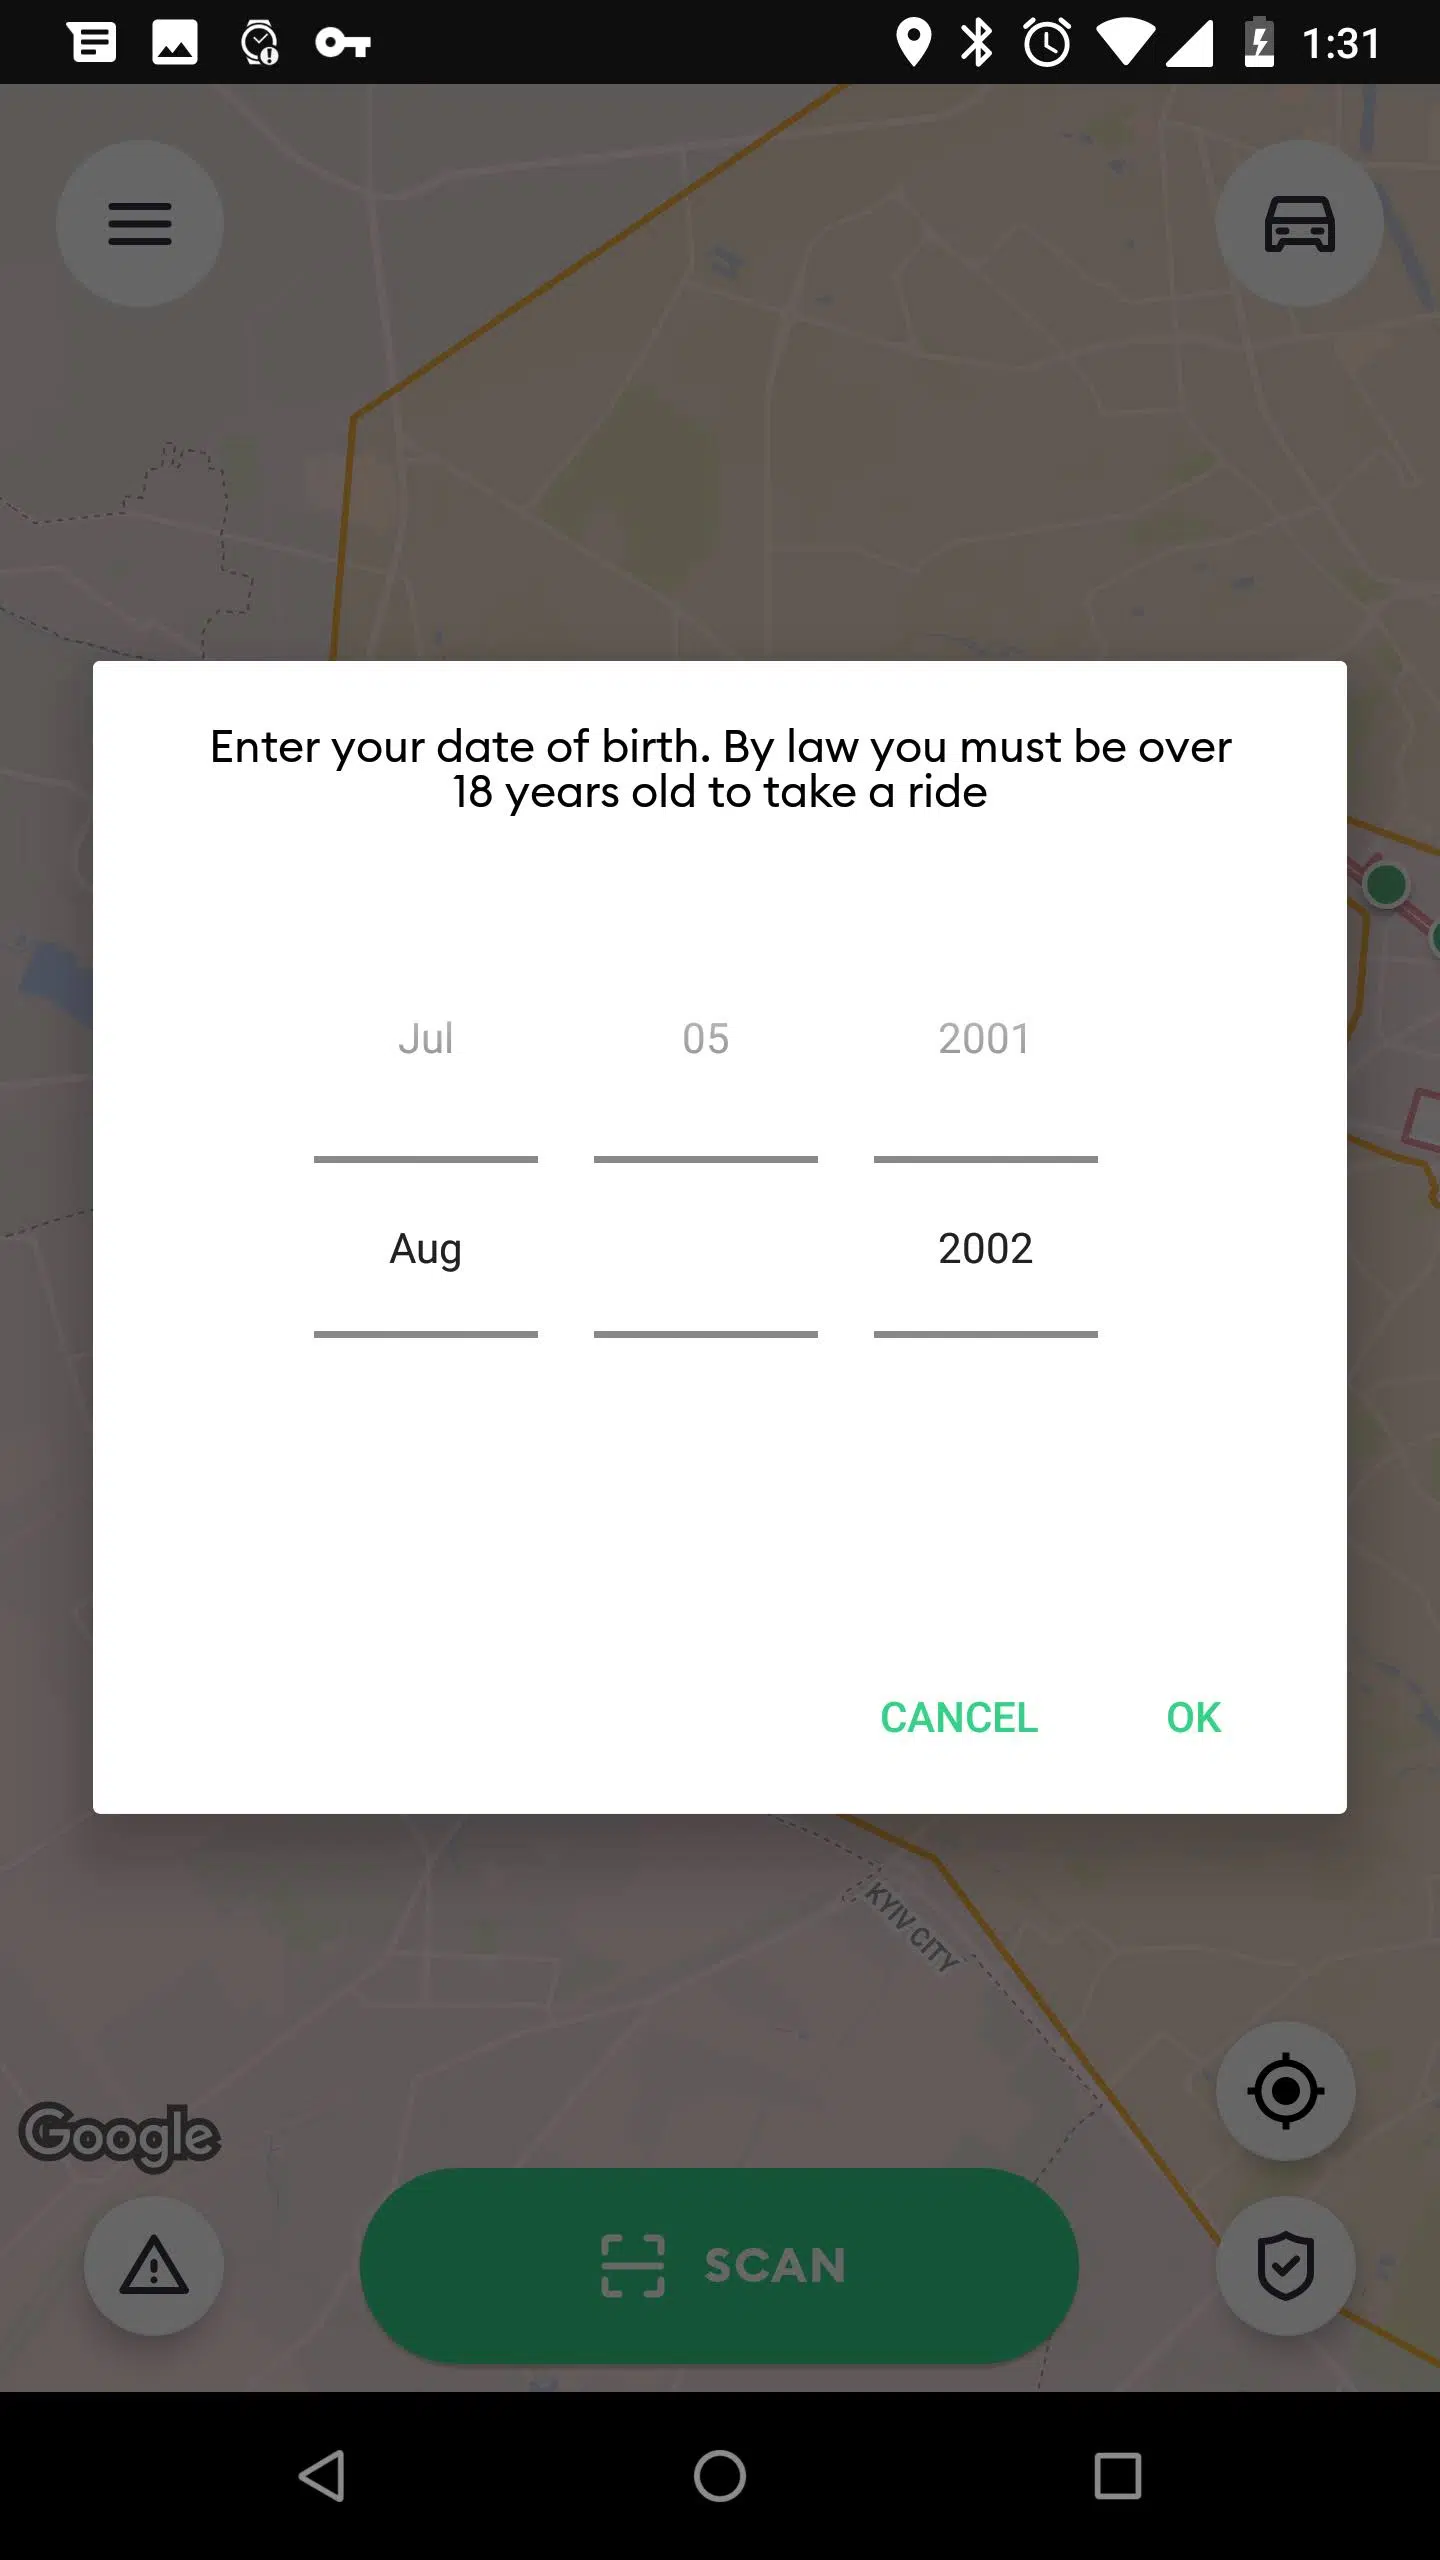 1:31
Enter your date of birth. By law you must be over
18 years old to take a ride
Jul 05 2001
Aug 2002
CANCEL OK
KYIV CITY
Google
SCAN